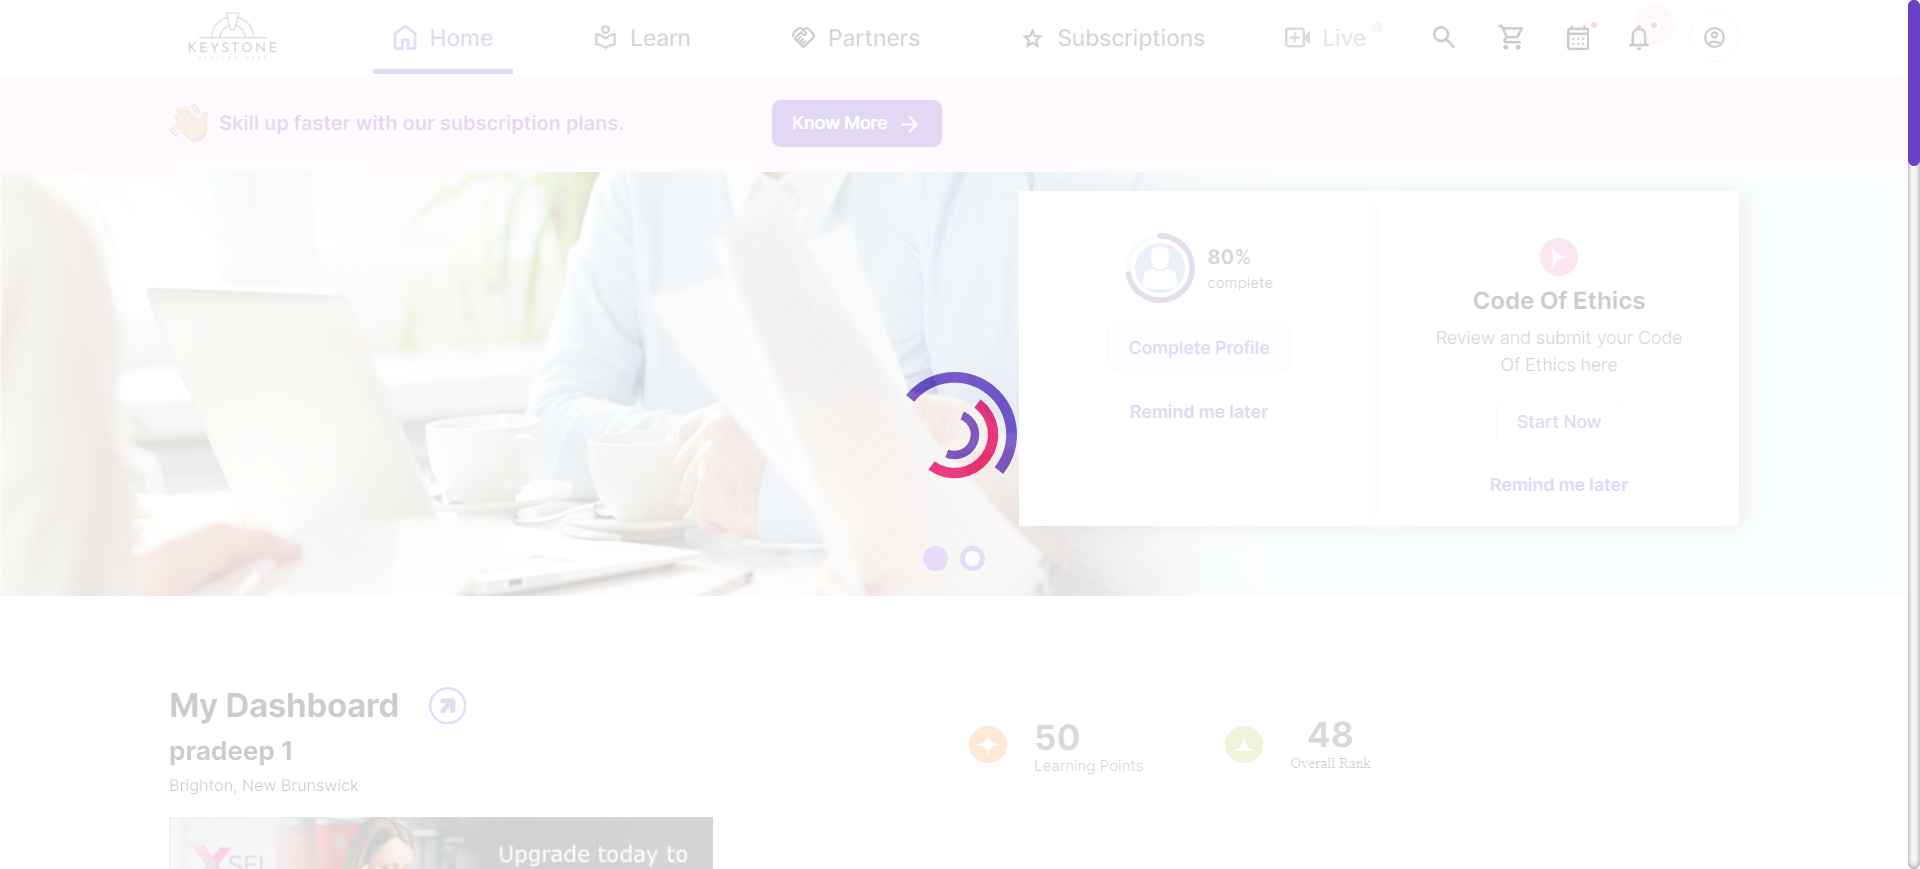 KEYSTONE
Home
Learn
Partners
Subscriptions
Live
Skill up faster with our subscription plans.
Know More
80%
complete
Complete Profile
Remind me later
Code Of Ethics
Review and submit your Code
Of Ethics here
Start Now
Remind me later
My Dashboard
pradeep 1
Brighton, New Brunswick
50
Learning Points
48
Overall Rank
Upgrade today to